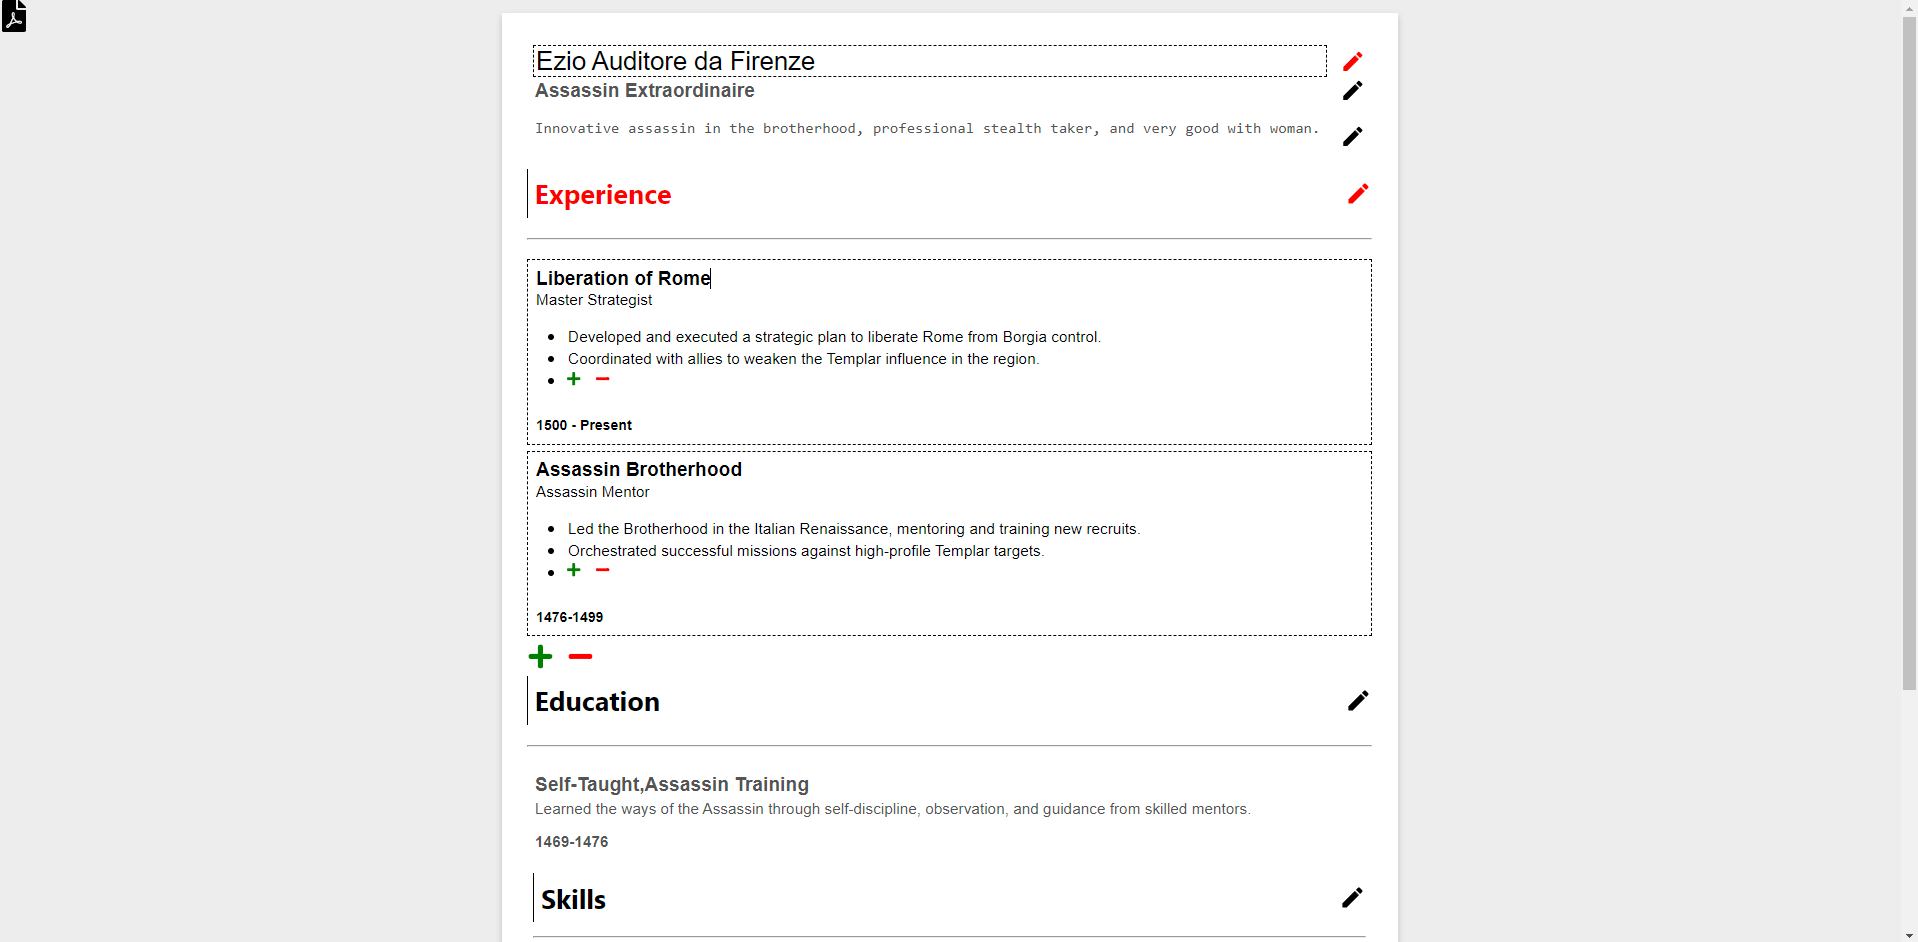 Ezio Auditore da Firenze
Assassin Extraordinaire
Innovative assassin in the brotherhood, professional stealth taker, and very good with woman.
Experience
Liberation of Rome
Master Strategist
Developed and executed a strategic plan to liberate Rome from Borgia control.
Coordinated with allies to weaken the Templar influence in the region.
1500 - Present
Assassin Brotherhood
Assassin Mentor
Led the Brotherhood in the Italian Renaissance, mentoring and training new recruits.
Orchestrated successful missions against high-profile Templar targets.
1476-1499
Education
Self-Taught,Assassin Training
Learned the ways of the Assassin through self-discipline, observation, and guidance from skilled mentors.
1469-1476
Skills